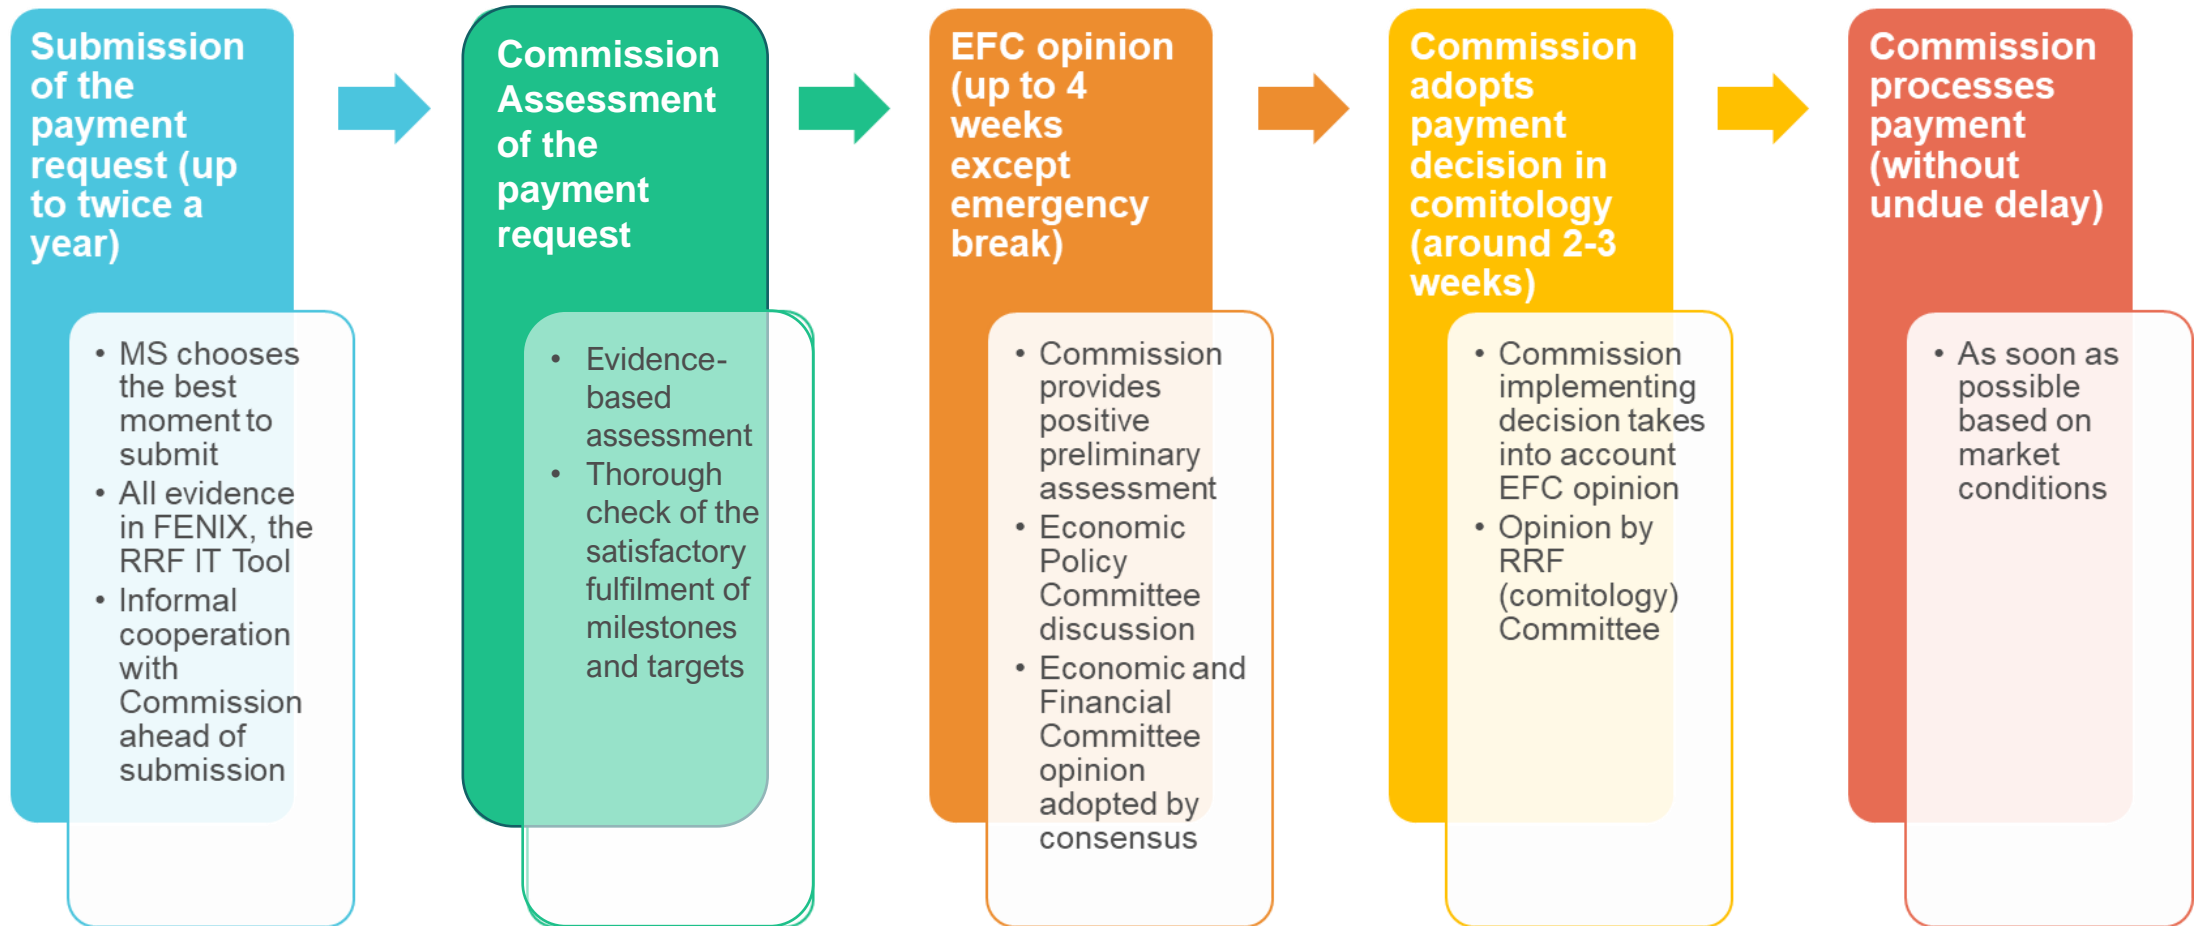 Submission
of the
payment
request (up
to twice a
year)
• MS chooses
the best
moment to
submit
• All evidence
in FENIX, the
RRF IT Tool
• Informal
cooperation
with
Commission
ahead of
submission
Commission
Assessment
of the
payment
request
• Evidence-
based
assessment
• Thorough
check of the
satisfactory
fulfilment of
milestones
and targets
EFC opinion
(up to 4
weeks
except
emergency
break)
• Commission
provides
positive
preliminary
assessment
• Economic
Policy
Committee
discussion
• Economic and
Financial
Committee
opinion
adopted by
consensus
Commission
adopts
payment
decision in
comitology
(around 2-3
weeks)
• Commission
implementing
decision takes
into account
EFC opinion
• Opinion by
RRF
(comitology)
Committee
Commission
processes
payment
(without
undue delay)
• As soon as
possible
based on
market
conditions